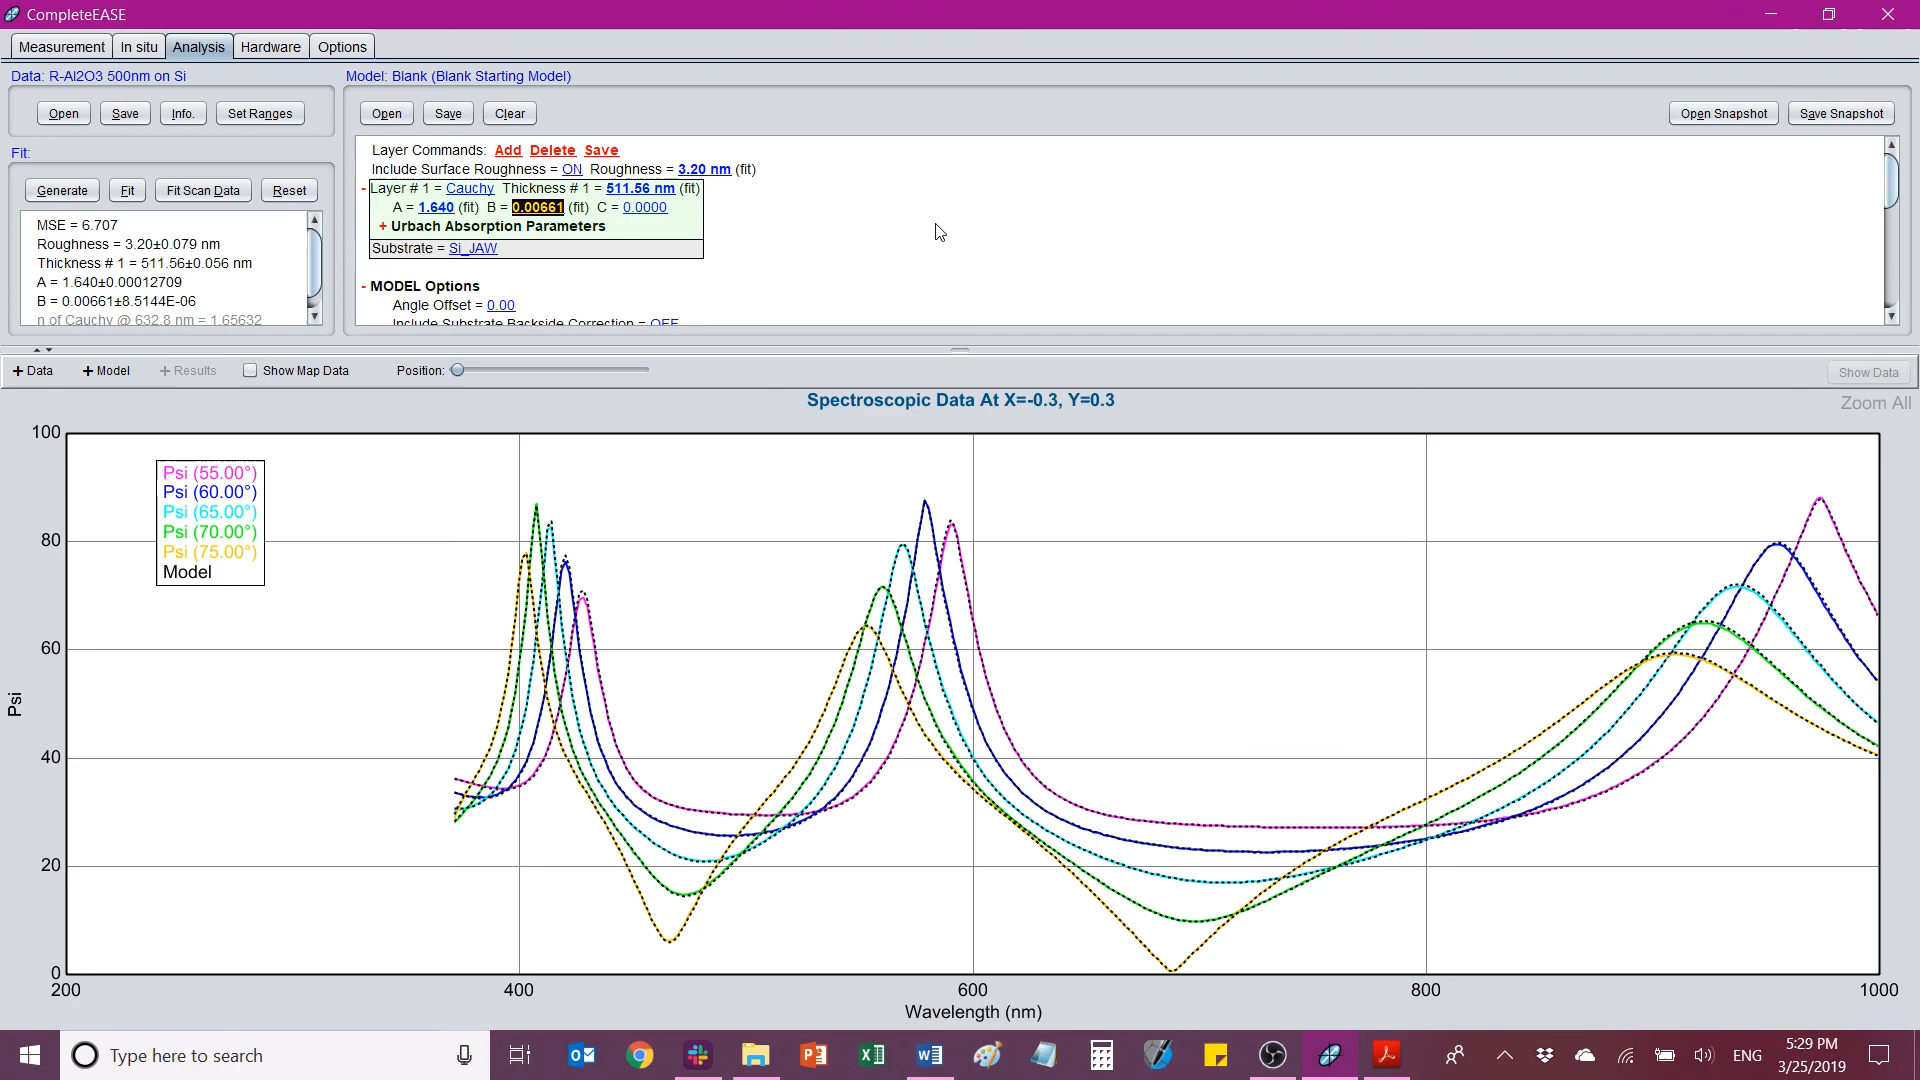 CompleteEASE
Measurement In situ Analysis Hardware Options
Data: R-Al2O3 500nm on Si
Open Save Info. Set Ranges
Model: Blank (Blank Starting Model)
Open Save Clear Open Snapshot Save Snapshot
Fit:
Generate Fit Fit Scan Data Reset
MSE = 6.707
Roughness = 3.20±0.079 nm
Thickness # 1 = 511.56±0.056 nm
A = 1.640±0.00012709
B = 0.00661±8.5144E-06
n of Cauchy @ 632.8 nm = 1.65632
Layer Commands: Add Delete Save
Include Surface Roughness = ON Roughness = 3.20 nm (fit)
- Layer # 1 = Cauchy Thickness # 1 = 511.56 nm (fit)
A = 1.640 (fit) B = 0.00661 (fit) C = 0.0000
+ Urbach Absorption Parameters
Substrate = Si_JAW
- MODEL Options
Angle Offset = 0.00
Include Substrate Backside Correction = OFF
+ Data + Model + Results Show Map Data Position: Show Data
Spectroscopic Data At X=-0.3, Y=0.3
Zoom All
Psi (55.00°)
Psi (60.00°)
Psi (65.00°)
Psi (70.00°)
Psi (75.00°)
Model
100
80
60
40
20
0
Psi
200 400 600 800 1000
Wavelength (nm)
Type here to search
ENG
5:29 PM
3/25/2019